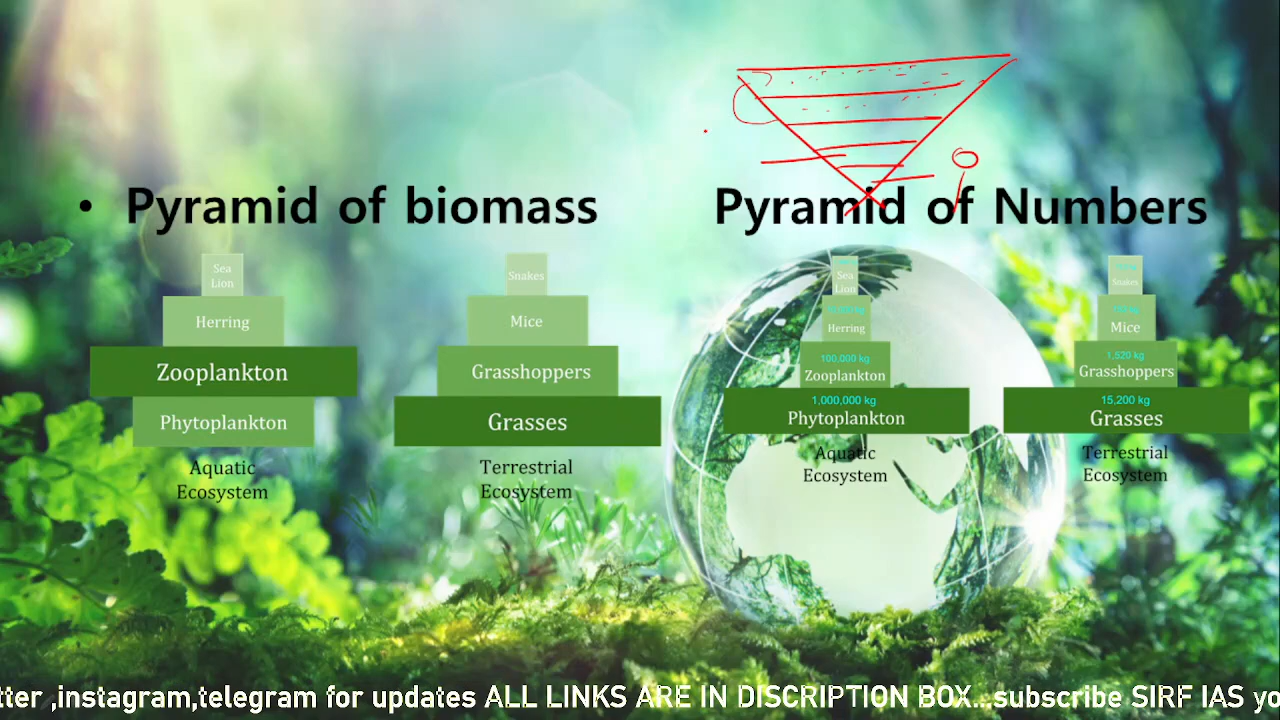 • Pyramid of biomass
Sea
Lion
Herring
Zooplankton
Phytoplankton
Aquatic
Ecosystem
Snakes
Mice
Grasshoppers
Grasses
Terrestrial
Ecosystem
Pyramid of Numbers
Sea
Lion
Herring
100,000 kg
Zooplankton
1,000,000 kg
Phytoplankton
Aquatic
Ecosystem
Snakes
Mice
1,520 kg
Grasshoppers
15,200 kg
Grasses
Terrestrial
Ecosystem
tter ,instagram,telegram for updates ALL LINKS ARE IN DISCRIPTION BOX...subscribe SIRF IAS yo